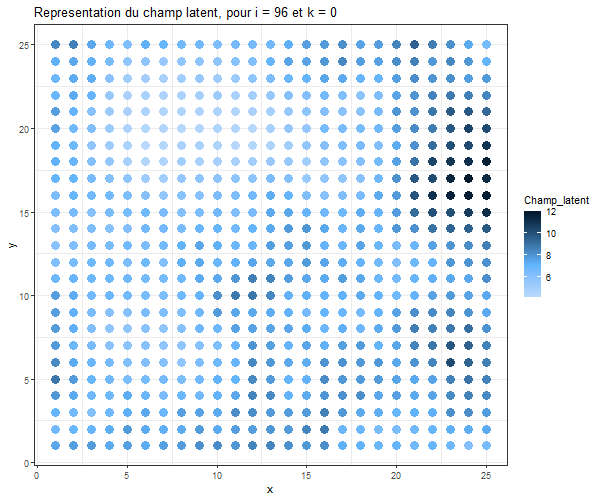 Representation du champ latent, pour i = 96 et k = 0
25
20
15
10
5
0
y
0 5 10 15 20 25
x
Champ_latent
12
10
8
6